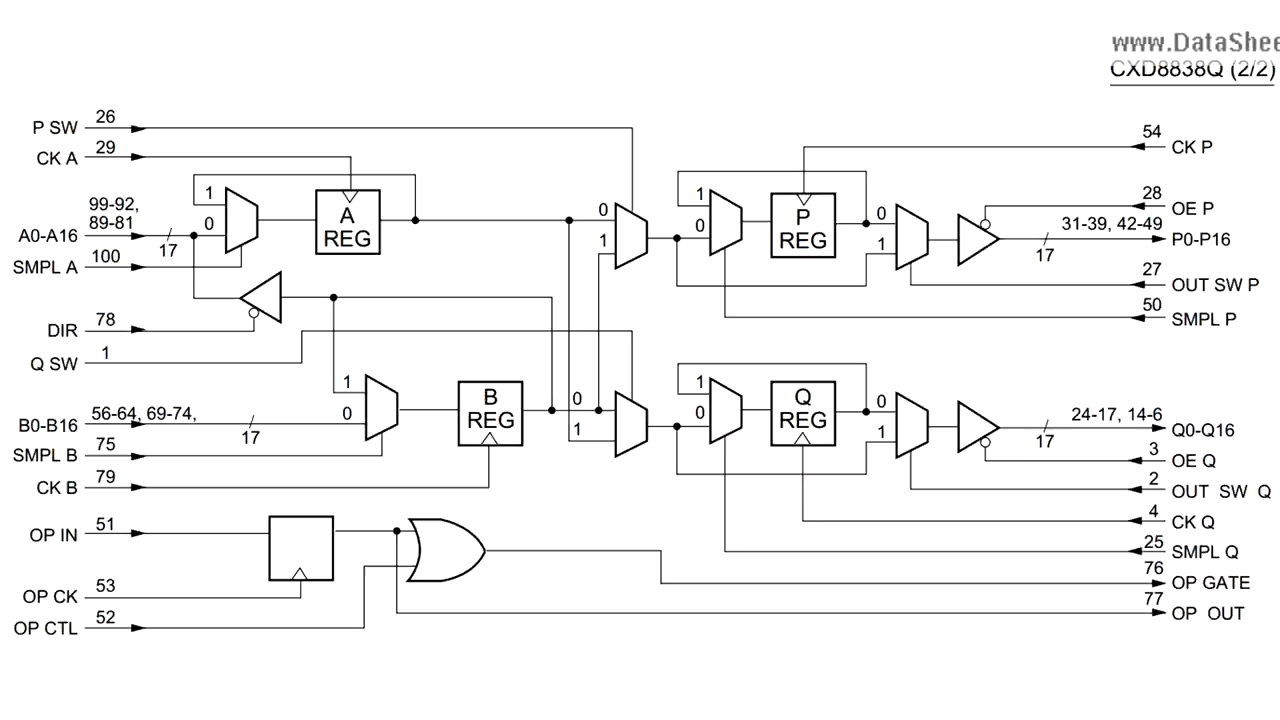 www.DataShee
CXD8838Q (2/2)
P SW 26
CK A 29
99-92,
89-81
A0-A16
17
SMPL A 100
DIR 78
Q SW 1
B0-B16 56-64, 69-74,
17
SMPL B 75
CK B 79
OP IN 51
OP CK 53
OP CTL 52
1
0
A
REG
1
0
B
REG
0
1
0
1
1
0
P
REG
0
1
1
0
Q
REG
0
1
54 CK P
28 OE P
31-39, 42-49
P0-P16
17
27 OUT SW P
50 SMPL P
24-17, 14-6
Q0-Q16
17
3 OE Q
2 OUT SW Q
4 CK Q
25 SMPL Q
76 OP GATE
77 OP OUT